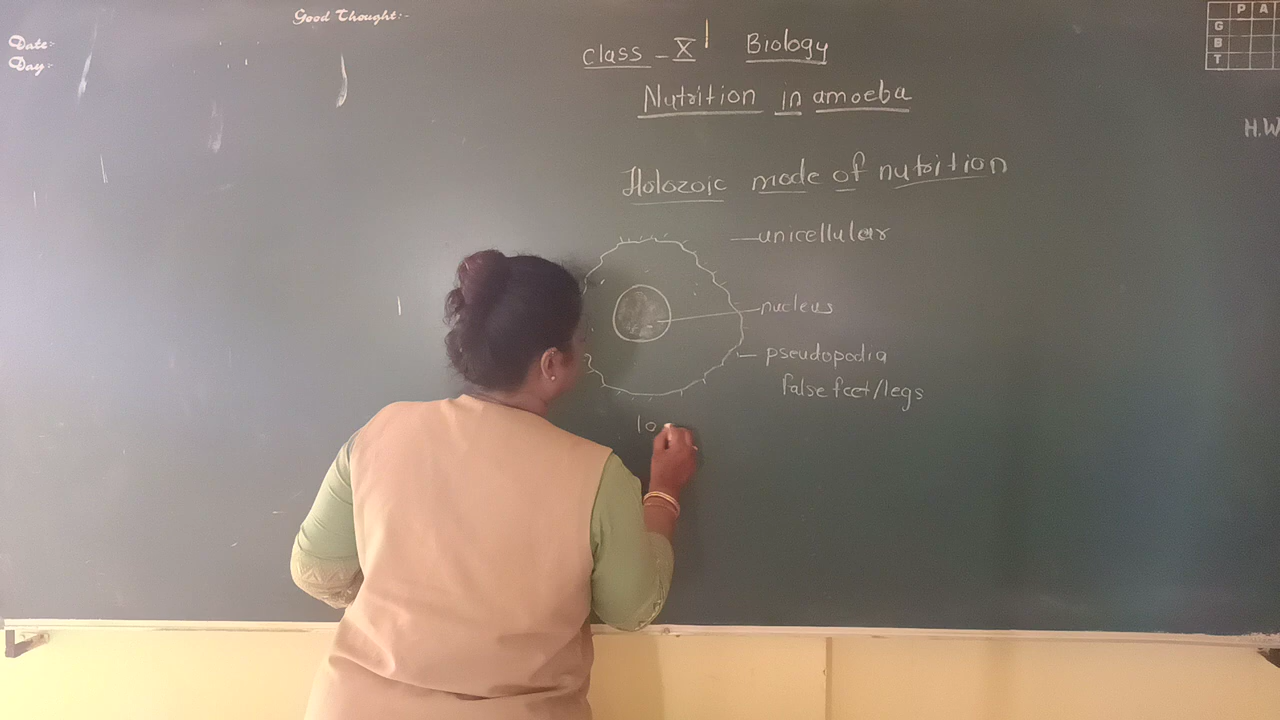 Good Thought:-
Date:-
Day:-
P A
G
B
T
Class - X Biology
Nutrition in amoeba
H.W
Holozoic mode of nutrition
unicellular
nucleus
pseudopodia
false feet/legs
lo